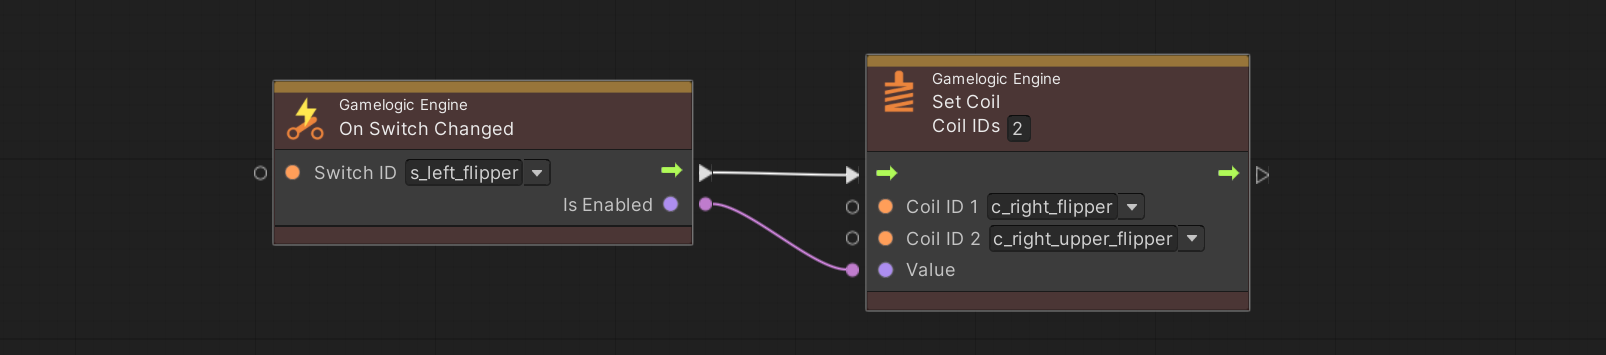 Gamelogic Engine
On Switch Changed
Switch ID s_left_flipper
Is Enabled
Gamelogic Engine
Set Coil
Coil IDs 2
Coil ID 1 c_right_flipper
Coil ID 2 c_right_upper_flipper
Value